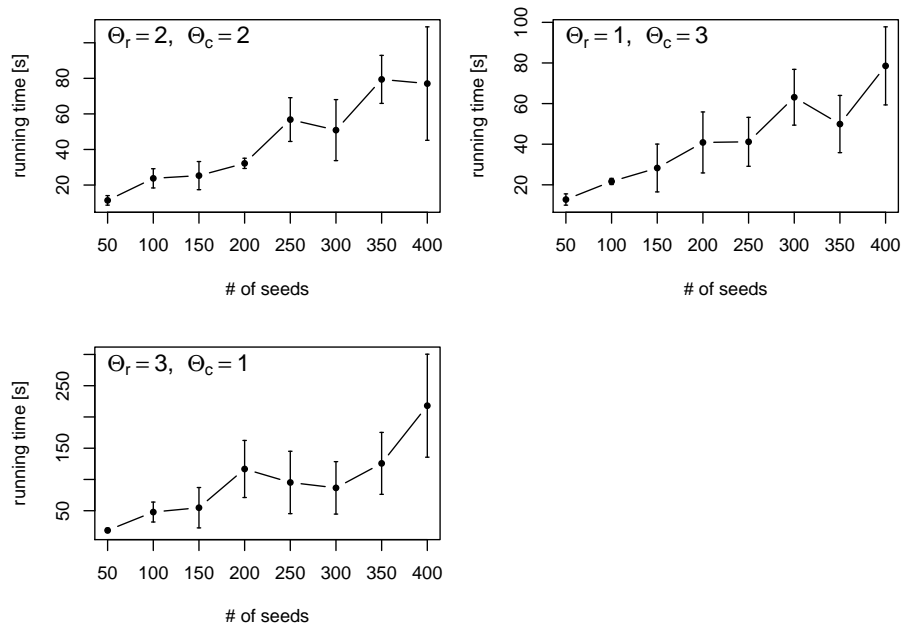 Θr = 2, Θc = 2
running time [s]
20 40 60 80
50 100 150 200 250 300 350 400
# of seeds
Θr = 1, Θc = 3
running time [s]
20 40 60 80 100
50 100 150 200 250 300 350 400
# of seeds
Θr = 3, Θc = 1
running time [s]
50 150 250
50 100 150 200 250 300 350 400
# of seeds